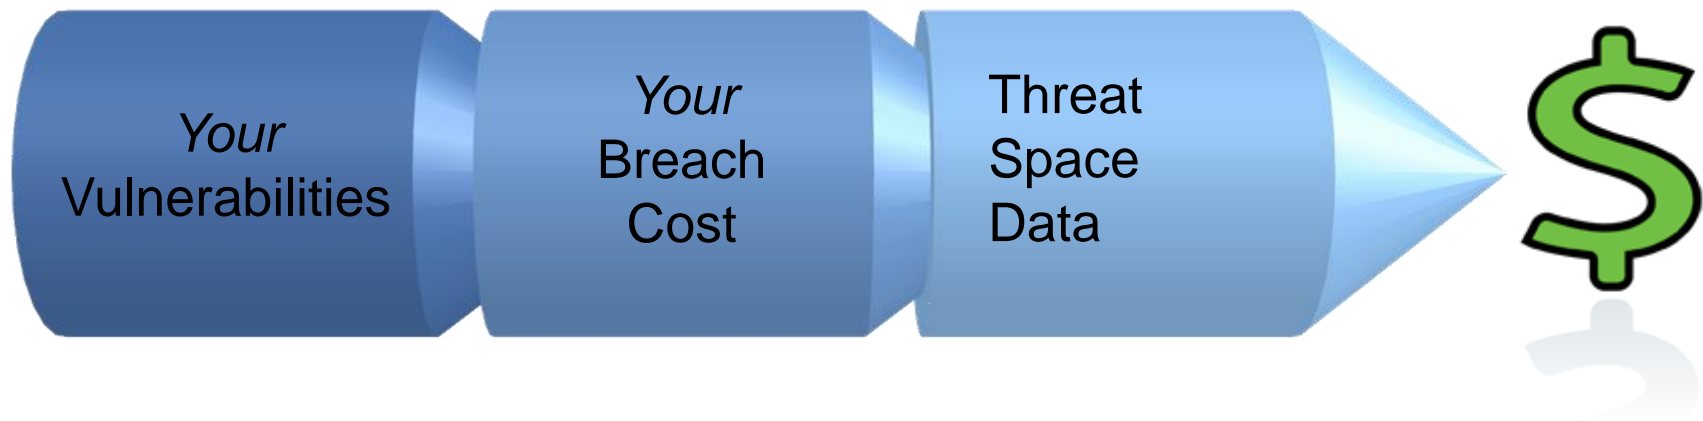 Your
Vulnerabilities
Your
Breach
Cost
Threat
Space
Data
$